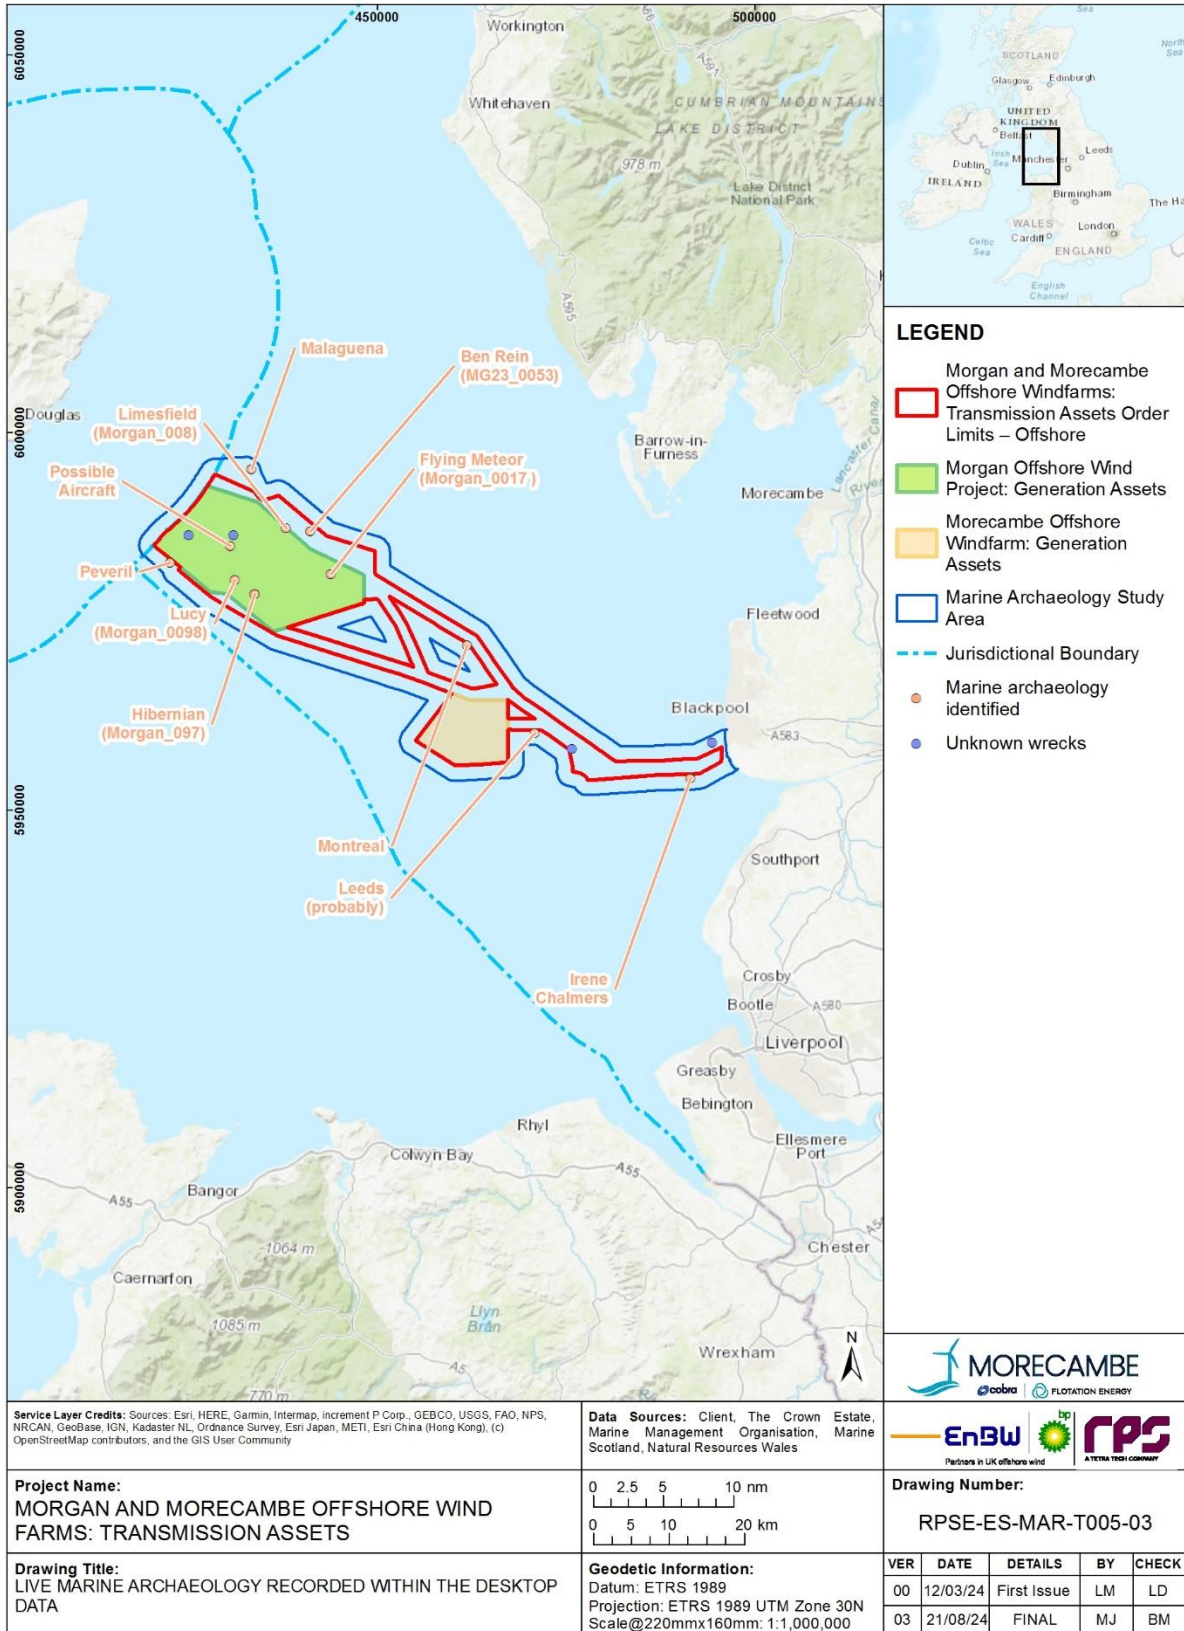 450000
500000
6050000
6000000
5950000
5900000
Workington
A66
A591
Whitehaven
CUMBRIAN MOUNTAINS
LAKE DISTRICT
978 m
Lake District
National Park
A595
Malaguena
Ben Rein
(MG23_0053)
Douglas
Limesfield
(Morgan_008)
Barrow-in-
Furness
Lancaster Canal
Possible
Aircraft
Flying Meteor
(Morgan_0017 )
Morecambe
River
Peveril
Lucy
(Morgan_0098)
Fleetwood
Hibernian
(Morgan_097)
Blackpool
A583
Montreal
Southport
Leeds
(probably)
Irene
Chalmers
Crosby
Bootle
A580
Liverpool
Greasby
Bebington
Rhyl
Ellesmere
Port
Colwyn Bay
A55
Bangor
A55
Chester
1064 m
Caernarfon
Llyn
Brân
1085 m
Wrexham
A5
770 m
N
Sea
North
Sea
SCOTLAND
Glasgow
Edinburgh
UNITED
KINGDOM
Belfast
Irish
Sea
Manchester
Leeds
Dublin
IRELAND
Birmingham
The Ha
WALES
London
Cardiff
Celtic
Sea
ENGLAND
English
Channel
LEGEND
Morgan and Morecambe
Offshore Windfarms:
Transmission Assets Order
Limits – Offshore
Morgan Offshore Wind
Project: Generation Assets
Morecambe Offshore
Windfarm: Generation
Assets
Marine Archaeology Study
Area
Jurisdictional Boundary
Marine archaeology
identified
Unknown wrecks
MORECAMBE
cobra FLOTATION ENERGY
EnBW bp rps
Partners in UK offshore wind
A TETRA TECH COMPANY
Service Layer Credits: Sources: Esri, HERE, Garmin, Intermap, increment P Corp., GEBCO, USGS, FAO, NPS,
NRCAN, GeoBase, IGN, Kadaster NL, Ordnance Survey, Esri Japan, METI, Esri China (Hong Kong), (c)
OpenStreetMap contributors, and the GIS User Community
Data Sources: Client, The Crown Estate,
Marine Management Organisation, Marine
Scotland, Natural Resources Wales
Project Name:
MORGAN AND MORECAMBE OFFSHORE WIND
FARMS: TRANSMISSION ASSETS
0 2.5 5 10 nm
0 5 10 20 km
Drawing Number:
RPSE-ES-MAR-T005-03
Drawing Title:
LIVE MARINE ARCHAEOLOGY RECORDED WITHIN THE DESKTOP
DATA
Geodetic Information:
Datum: ETRS 1989
Projection: ETRS 1989 UTM Zone 30N
Scale@220mmx160mm: 1:1,000,000
VER DATE DETAILS BY CHECK
00 12/03/24 First Issue LM LD
03 21/08/24 FINAL MJ BM